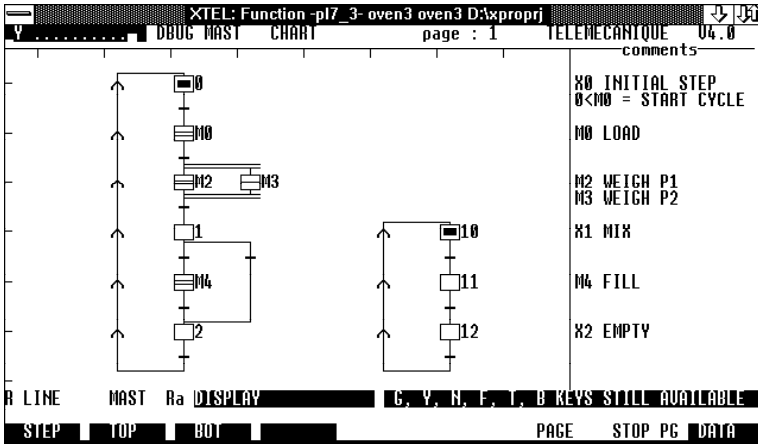 XTEL: Function -pl7_3- oven3 oven3 D:\xproprj
Y . . . . . . . . . . DBUG MAST CHART page : 1 TELEMECANIQUE V4.0
comments
0 X0 INITIAL STEP
0<M0 = START CYCLE
M0 M0 LOAD
M2 M3 M2 WEIGH P1
M3 WEIGH P2
1 10 X1 MIX
M4 11 M4 FILL
2 12 X2 EMPTY
R LINE MAST Ra DISPLAY G, Y, N, F, T, B KEYS STILL AVAILABLE
STEP TOP BOT PAGE STOP PG DATA